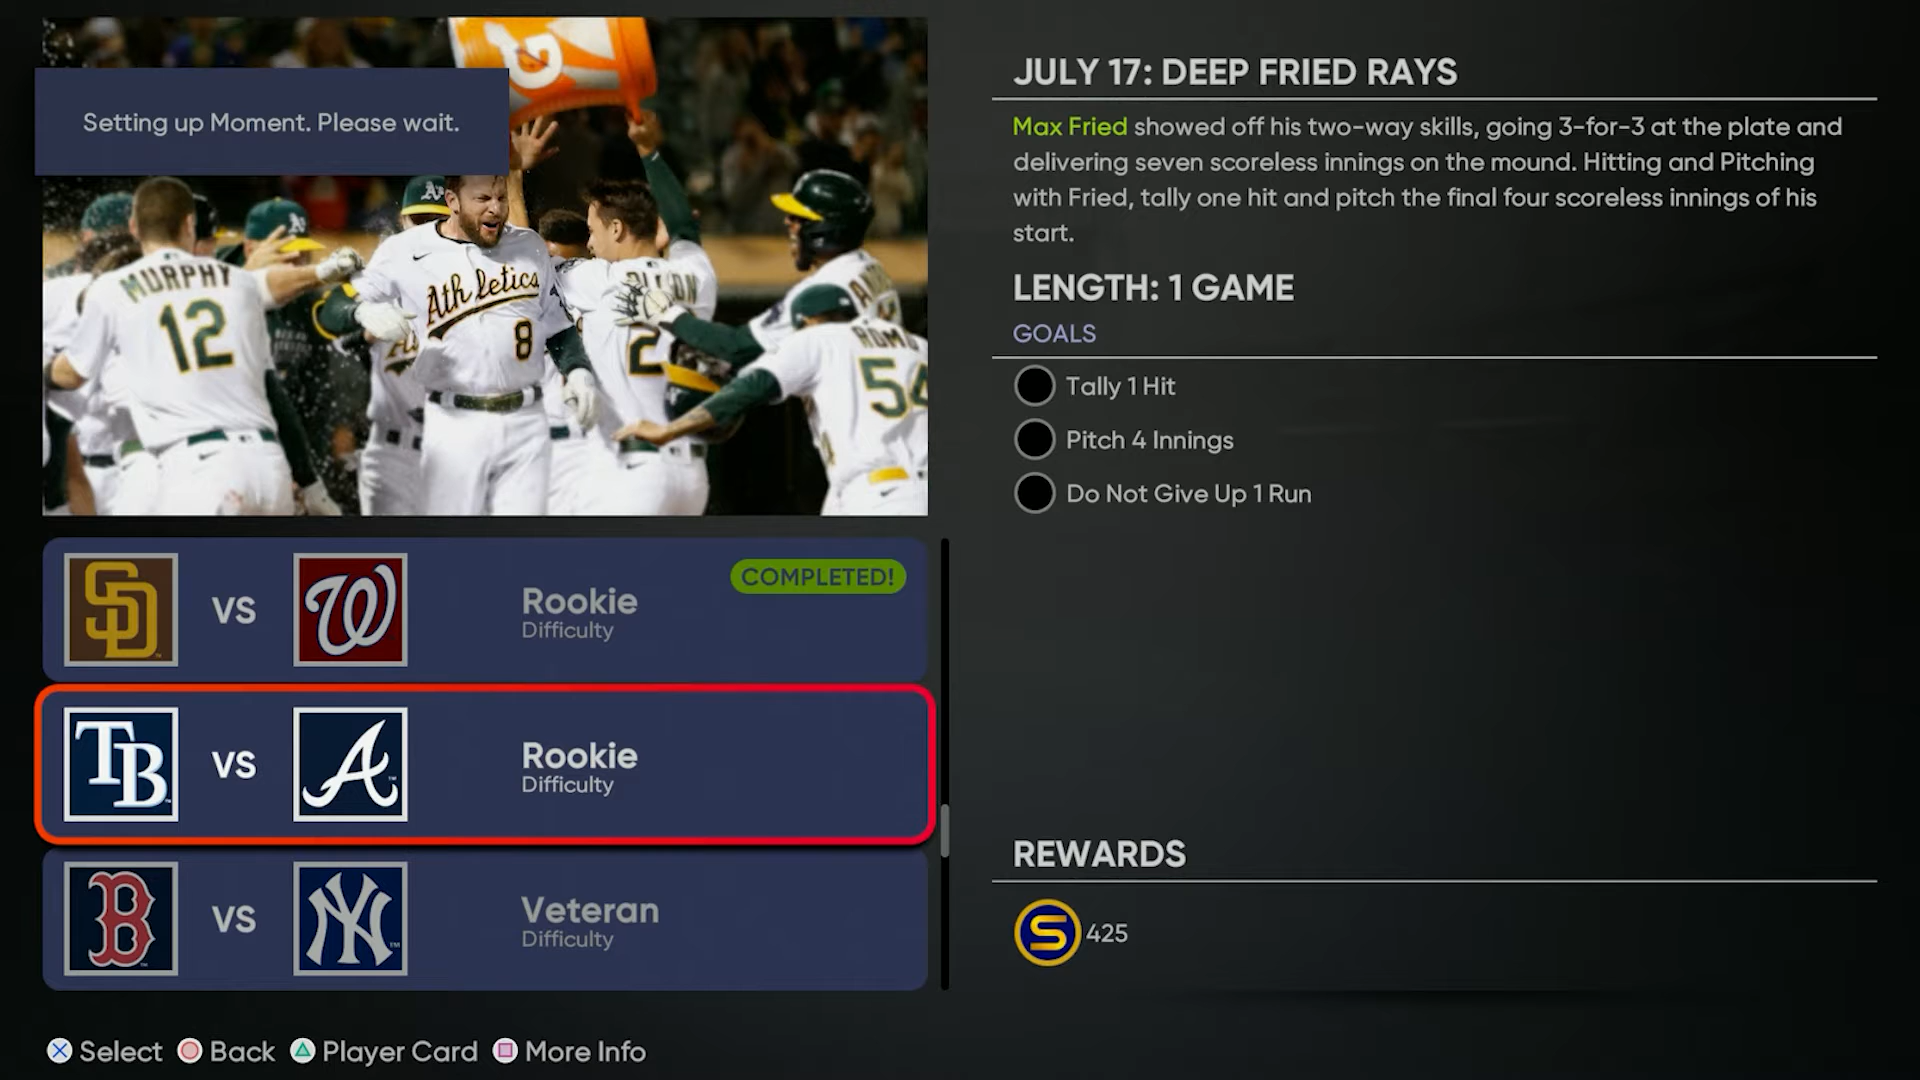 Setting up Moment. Please wait.
MURPHY
12
Athletics
8
2
54
JULY 17: DEEP FRIED RAYS
Max Fried showed off his two-way skills, going 3-for-3 at the plate and
delivering seven scoreless innings on the mound. Hitting and Pitching
with Fried, tally one hit and pitch the final four scoreless innings of his
start.
LENGTH: 1 GAME
GOALS
Tally 1 Hit
Pitch 4 Innings
Do Not Give Up 1 Run
SD VS W Rookie COMPLETED!
Difficulty
TB VS A Rookie
Difficulty
B VS NY Veteran
Difficulty
REWARDS
S 425
Select Back Player Card More Info